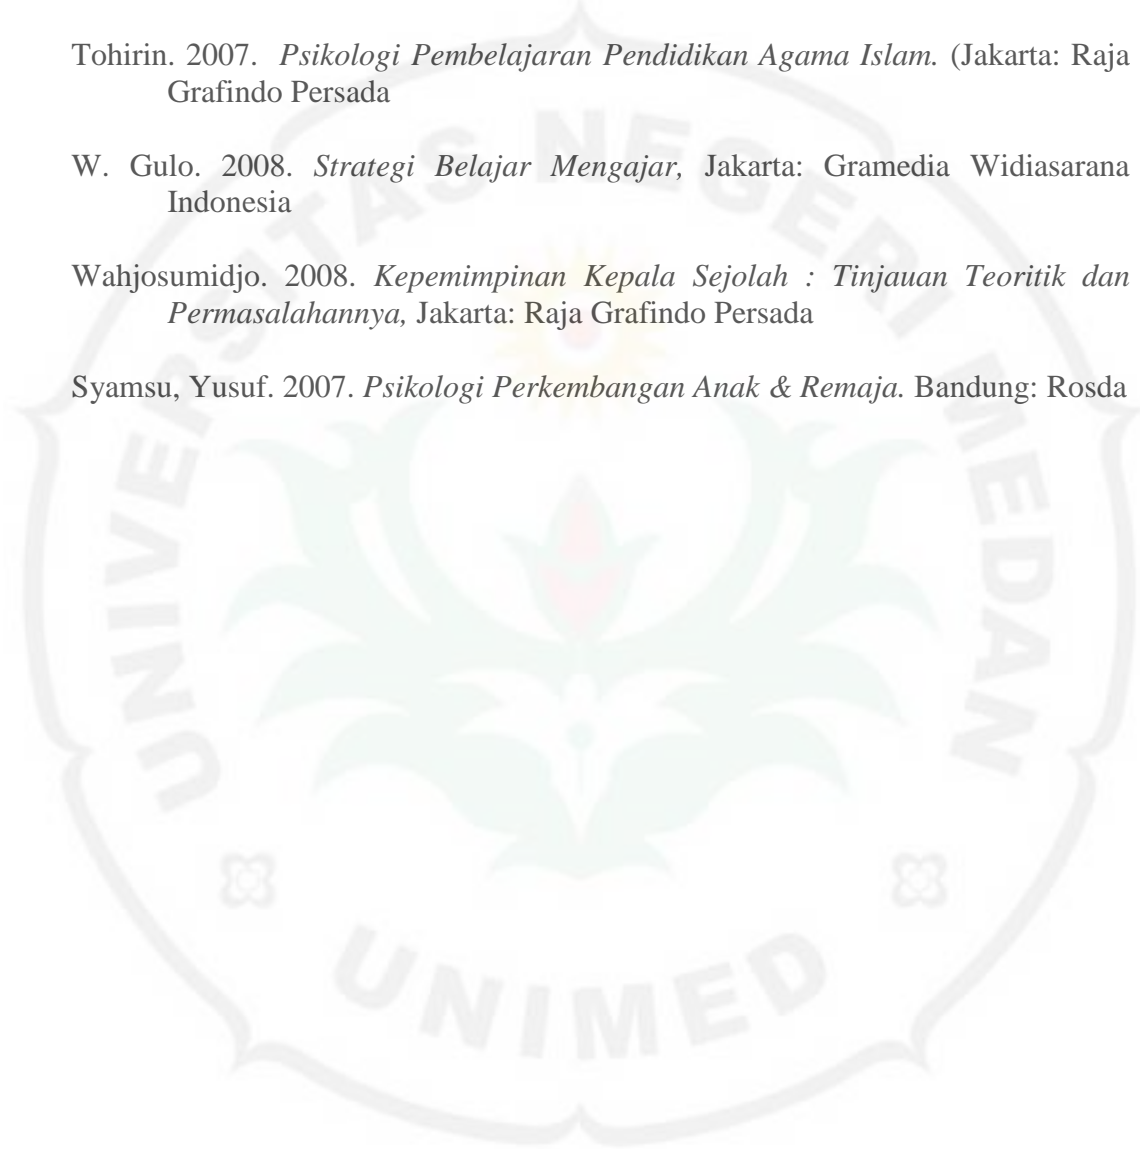 Tohirin. 2007. Psikologi Pembelajaran Pendidikan Agama Islam. (Jakarta: Raja
Grafindo Persada
W. Gulo. 2008. Strategi Belajar Mengajar, Jakarta: Gramedia Widiasarana
Indonesia
Wahjosumidjo. 2008. Kepemimpinan Kepala Sejolah : Tinjauan Teoritik dan
Permasalahannya, Jakarta: Raja Grafindo Persada
Syamsu, Yusuf. 2007. Psikologi Perkembangan Anak & Remaja. Bandung: Rosda
UNIVERSITAS NEGERI MEDAN
UNIMED